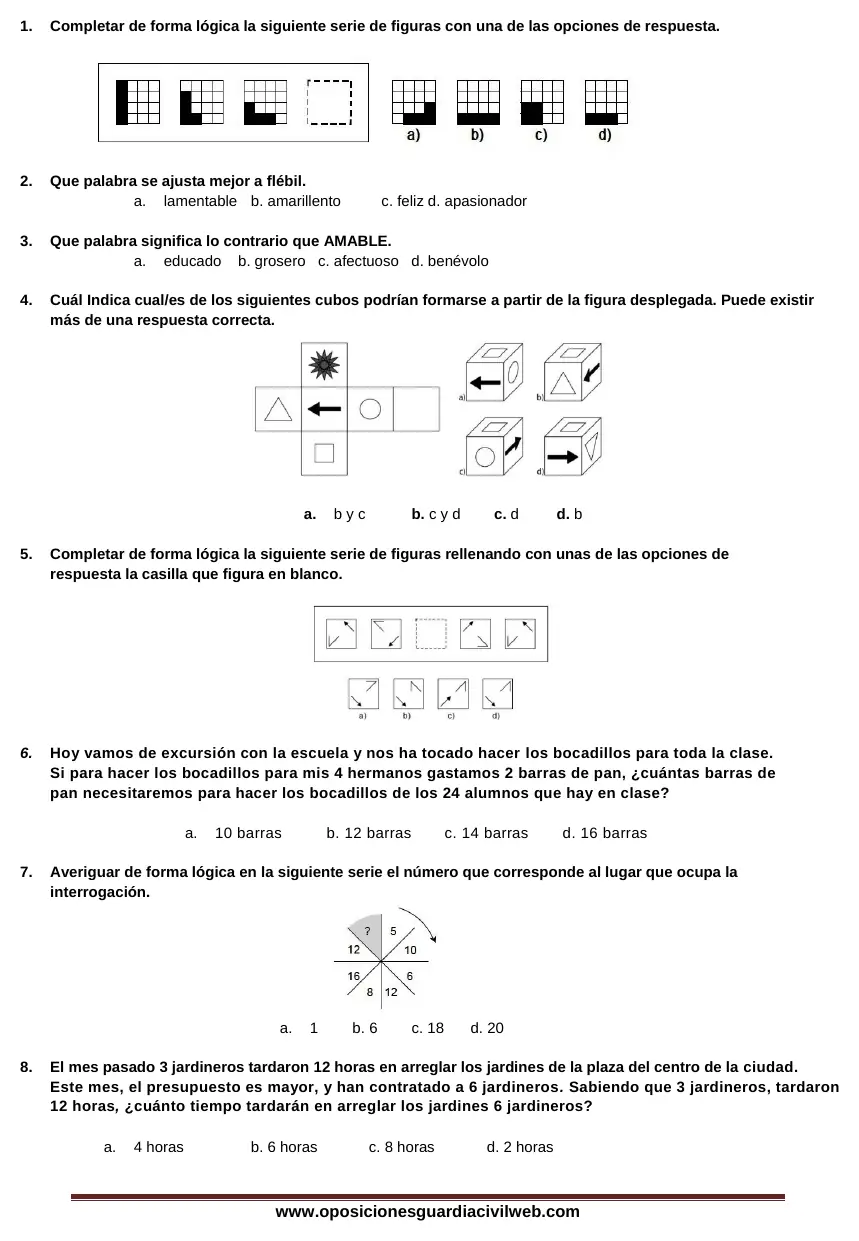 1. Completar de forma lógica la siguiente serie de figuras con una de las opciones de respuesta.
a) b) c) d)
2. Que palabra se ajusta mejor a flébil.
a. lamentable b. amarillento c. feliz d. apasionador
3. Que palabra significa lo contrario que AMABLE.
a. educado b. grosero c. afectuoso d. benévolo
4. Cuál Indica cual/es de los siguientes cubos podrían formarse a partir de la figura desplegada. Puede existir
más de una respuesta correcta.
a) b)
c) d)
a. b y c b. c y d c. d d. b
5. Completar de forma lógica la siguiente serie de figuras rellenando con unas de las opciones de
respuesta la casilla que figura en blanco.
a) b) c) d)
6. Hoy vamos de excursión con la escuela y nos ha tocado hacer los bocadillos para toda la clase.
Si para hacer los bocadillos para mis 4 hermanos gastamos 2 barras de pan, ¿cuántas barras de
pan necesitaremos para hacer los bocadillos de los 24 alumnos que hay en clase?
a. 10 barras b. 12 barras c. 14 barras d. 16 barras
7. Averiguar de forma lógica en la siguiente serie el número que corresponde al lugar que ocupa la
interrogación.
? 5
12 10
16 6
8 12
a. 1 b. 6 c. 18 d. 20
8. El mes pasado 3 jardineros tardaron 12 horas en arreglar los jardines de la plaza del centro de la ciudad.
Este mes, el presupuesto es mayor, y han contratado a 6 jardineros. Sabiendo que 3 jardineros, tardaron
12 horas, ¿cuánto tiempo tardarán en arreglar los jardines 6 jardineros?
a. 4 horas b. 6 horas c. 8 horas d. 2 horas
www.oposicionesguardiacivilweb.com